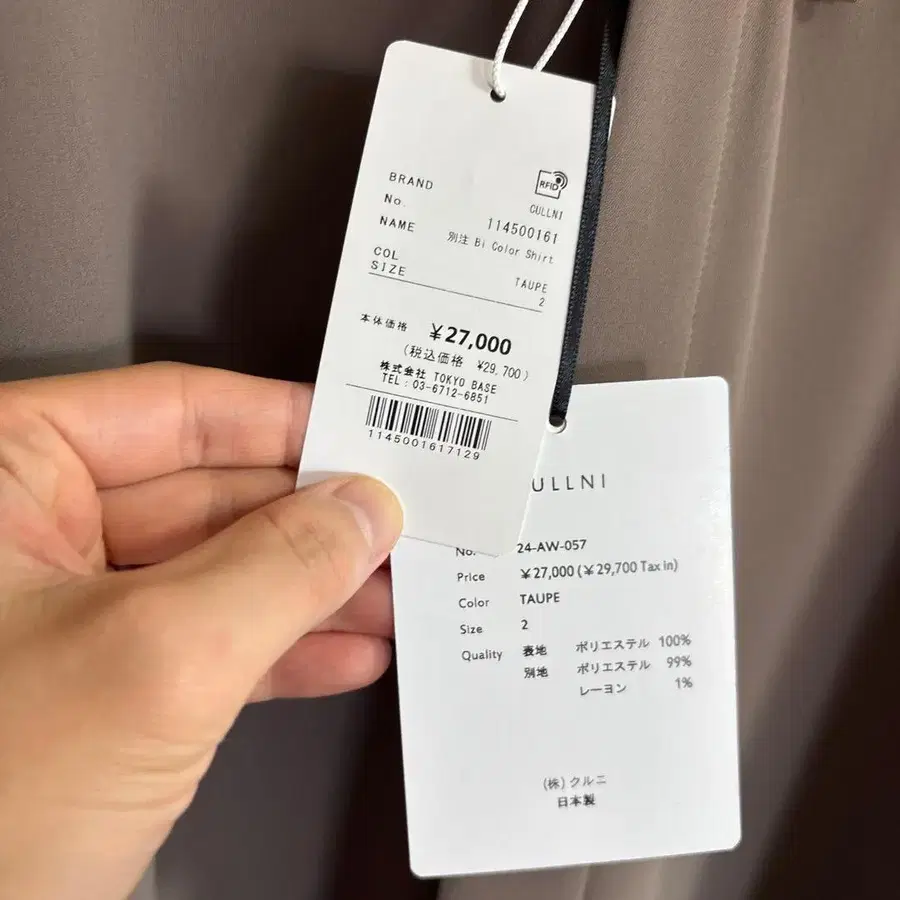 RFID
BRAND CULLNI
No. 114500161
NAME 別注 Bi Color Shirt
COL TAUPE
SIZE 2
本体価格 ¥27,000
(税込価格 ¥29,700)
株式会社 TOKYO BASE
TEL:03-6712-6851
1145001617129
ULLNI
No. 24-AW-057
Price ¥27,000 (¥29,700 Tax in)
Color TAUPE
Size 2
Quality 表地 ポリエステル 100%
別地 ポリエステル 99%
レーヨン 1%
(株)クルニ
日本製